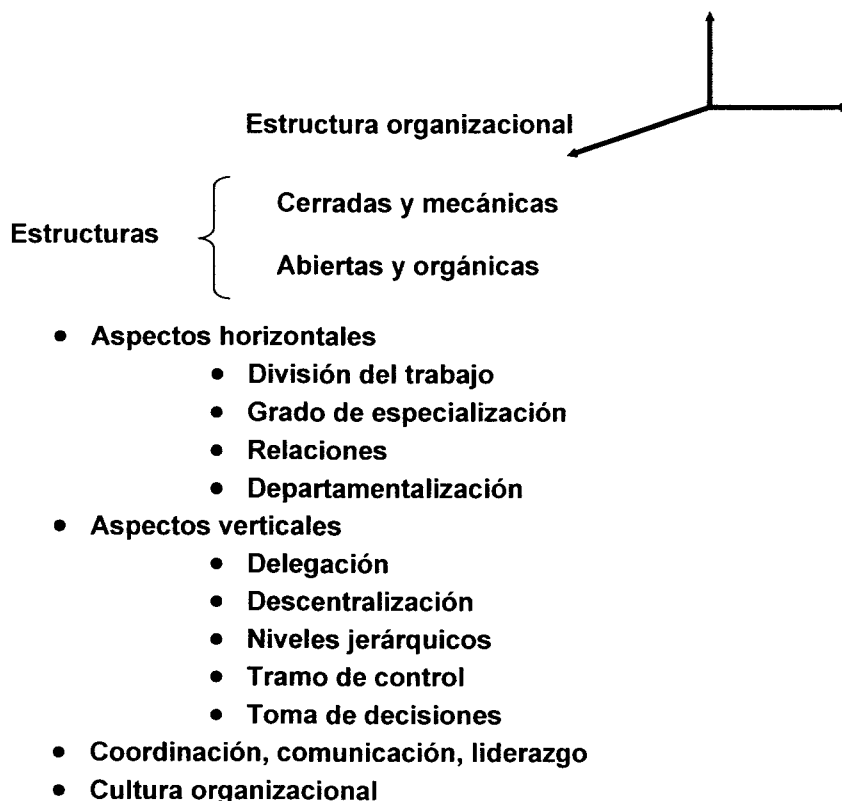 Estructura organizacional
Cerradas y mecánicas
Estructuras
Abiertas y orgánicas
• Aspectos horizontales
• División del trabajo
• Grado de especialización
• Relaciones
• Departamentalización
• Aspectos verticales
• Delegación
• Descentralización
• Niveles jerárquicos
• Tramo de control
• Toma de decisiones
• Coordinación, comunicación, liderazgo
• Cultura organizacional